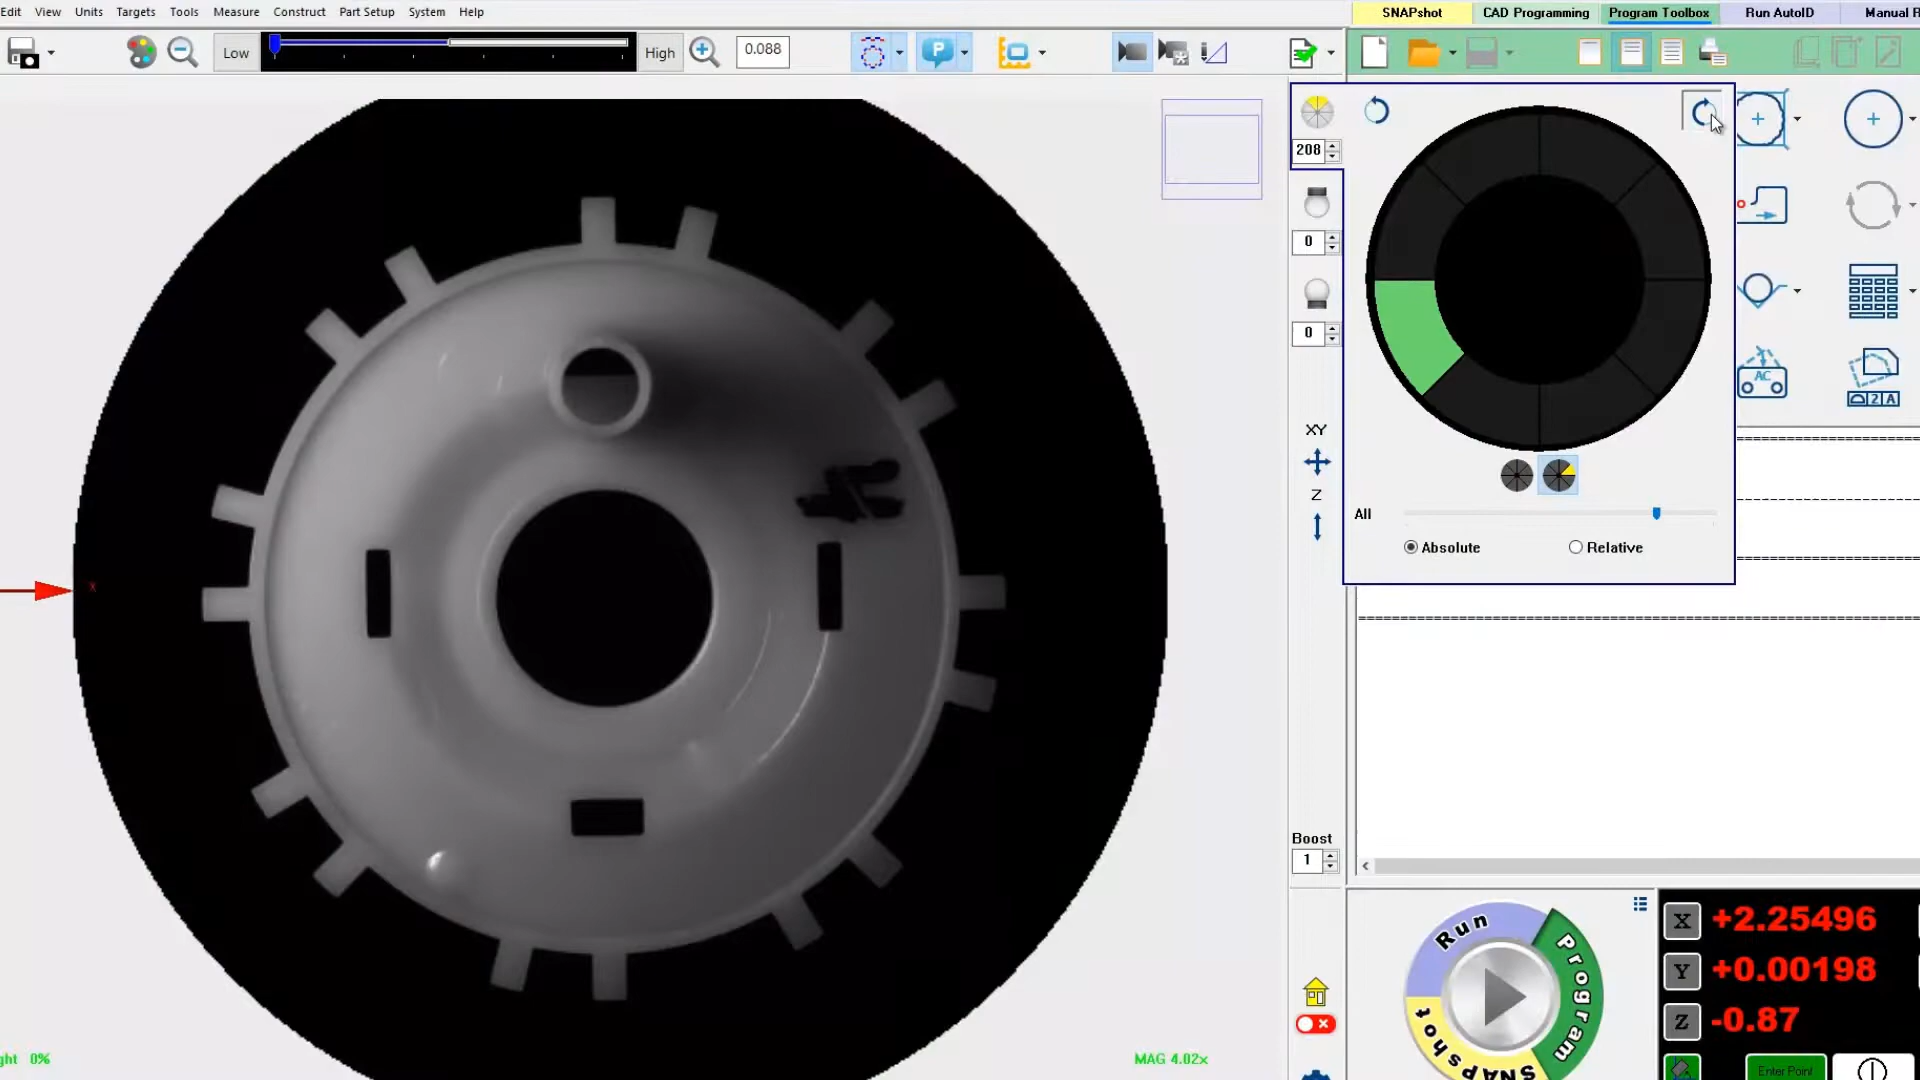 Edit View Units Targets Tools Measure Construct Part Setup System Help
SNAPshot CAD Programming Program Toolbox Run AutoID Manual R
Low High 0.088
208
0
0
AC
2 A
XY
Z
All
Absolute Relative
Boost
1
Run Program SNAPshot
X +2.25496
Y +0.00198
Z -0.87
Enter Point
ght 0%
MAG 4.02x